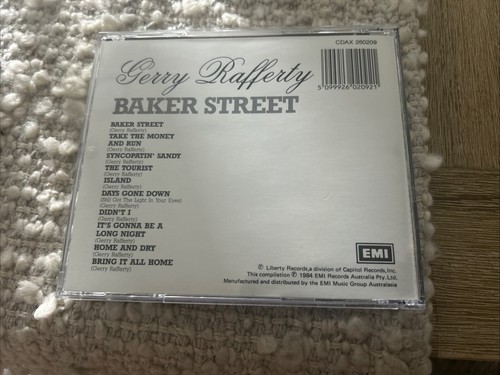 CDAX 260209
Gerry Rafferty
BAKER STREET
5 099926 020921
BAKER STREET
(Gerry Rafferty)
TAKE THE MONEY
AND RUN
(Gerry Rafferty)
SYNCOPATIN' SANDY
(Gerry Rafferty)
THE TOURIST
(Gerry Rafferty)
ISLAND
(Gerry Rafferty)
DAYS GONE DOWN
(Still Got The Light In Your Eyes)
(Gerry Rafferty)
DIDN'T I
(Gerry Rafferty)
IT'S GONNA BE A
LONG NIGHT
(Gerry Rafferty)
HOME AND DRY
(Gerry Rafferty)
BRING IT ALL HOME
(Gerry Rafferty)
EMI
℗ Liberty Records, a division of Capitol Records, Inc.
This compilation ℗ 1984 EMI Records Australia Pty. Ltd.
Manufactured and distributed by the EMI Music Group Australasia